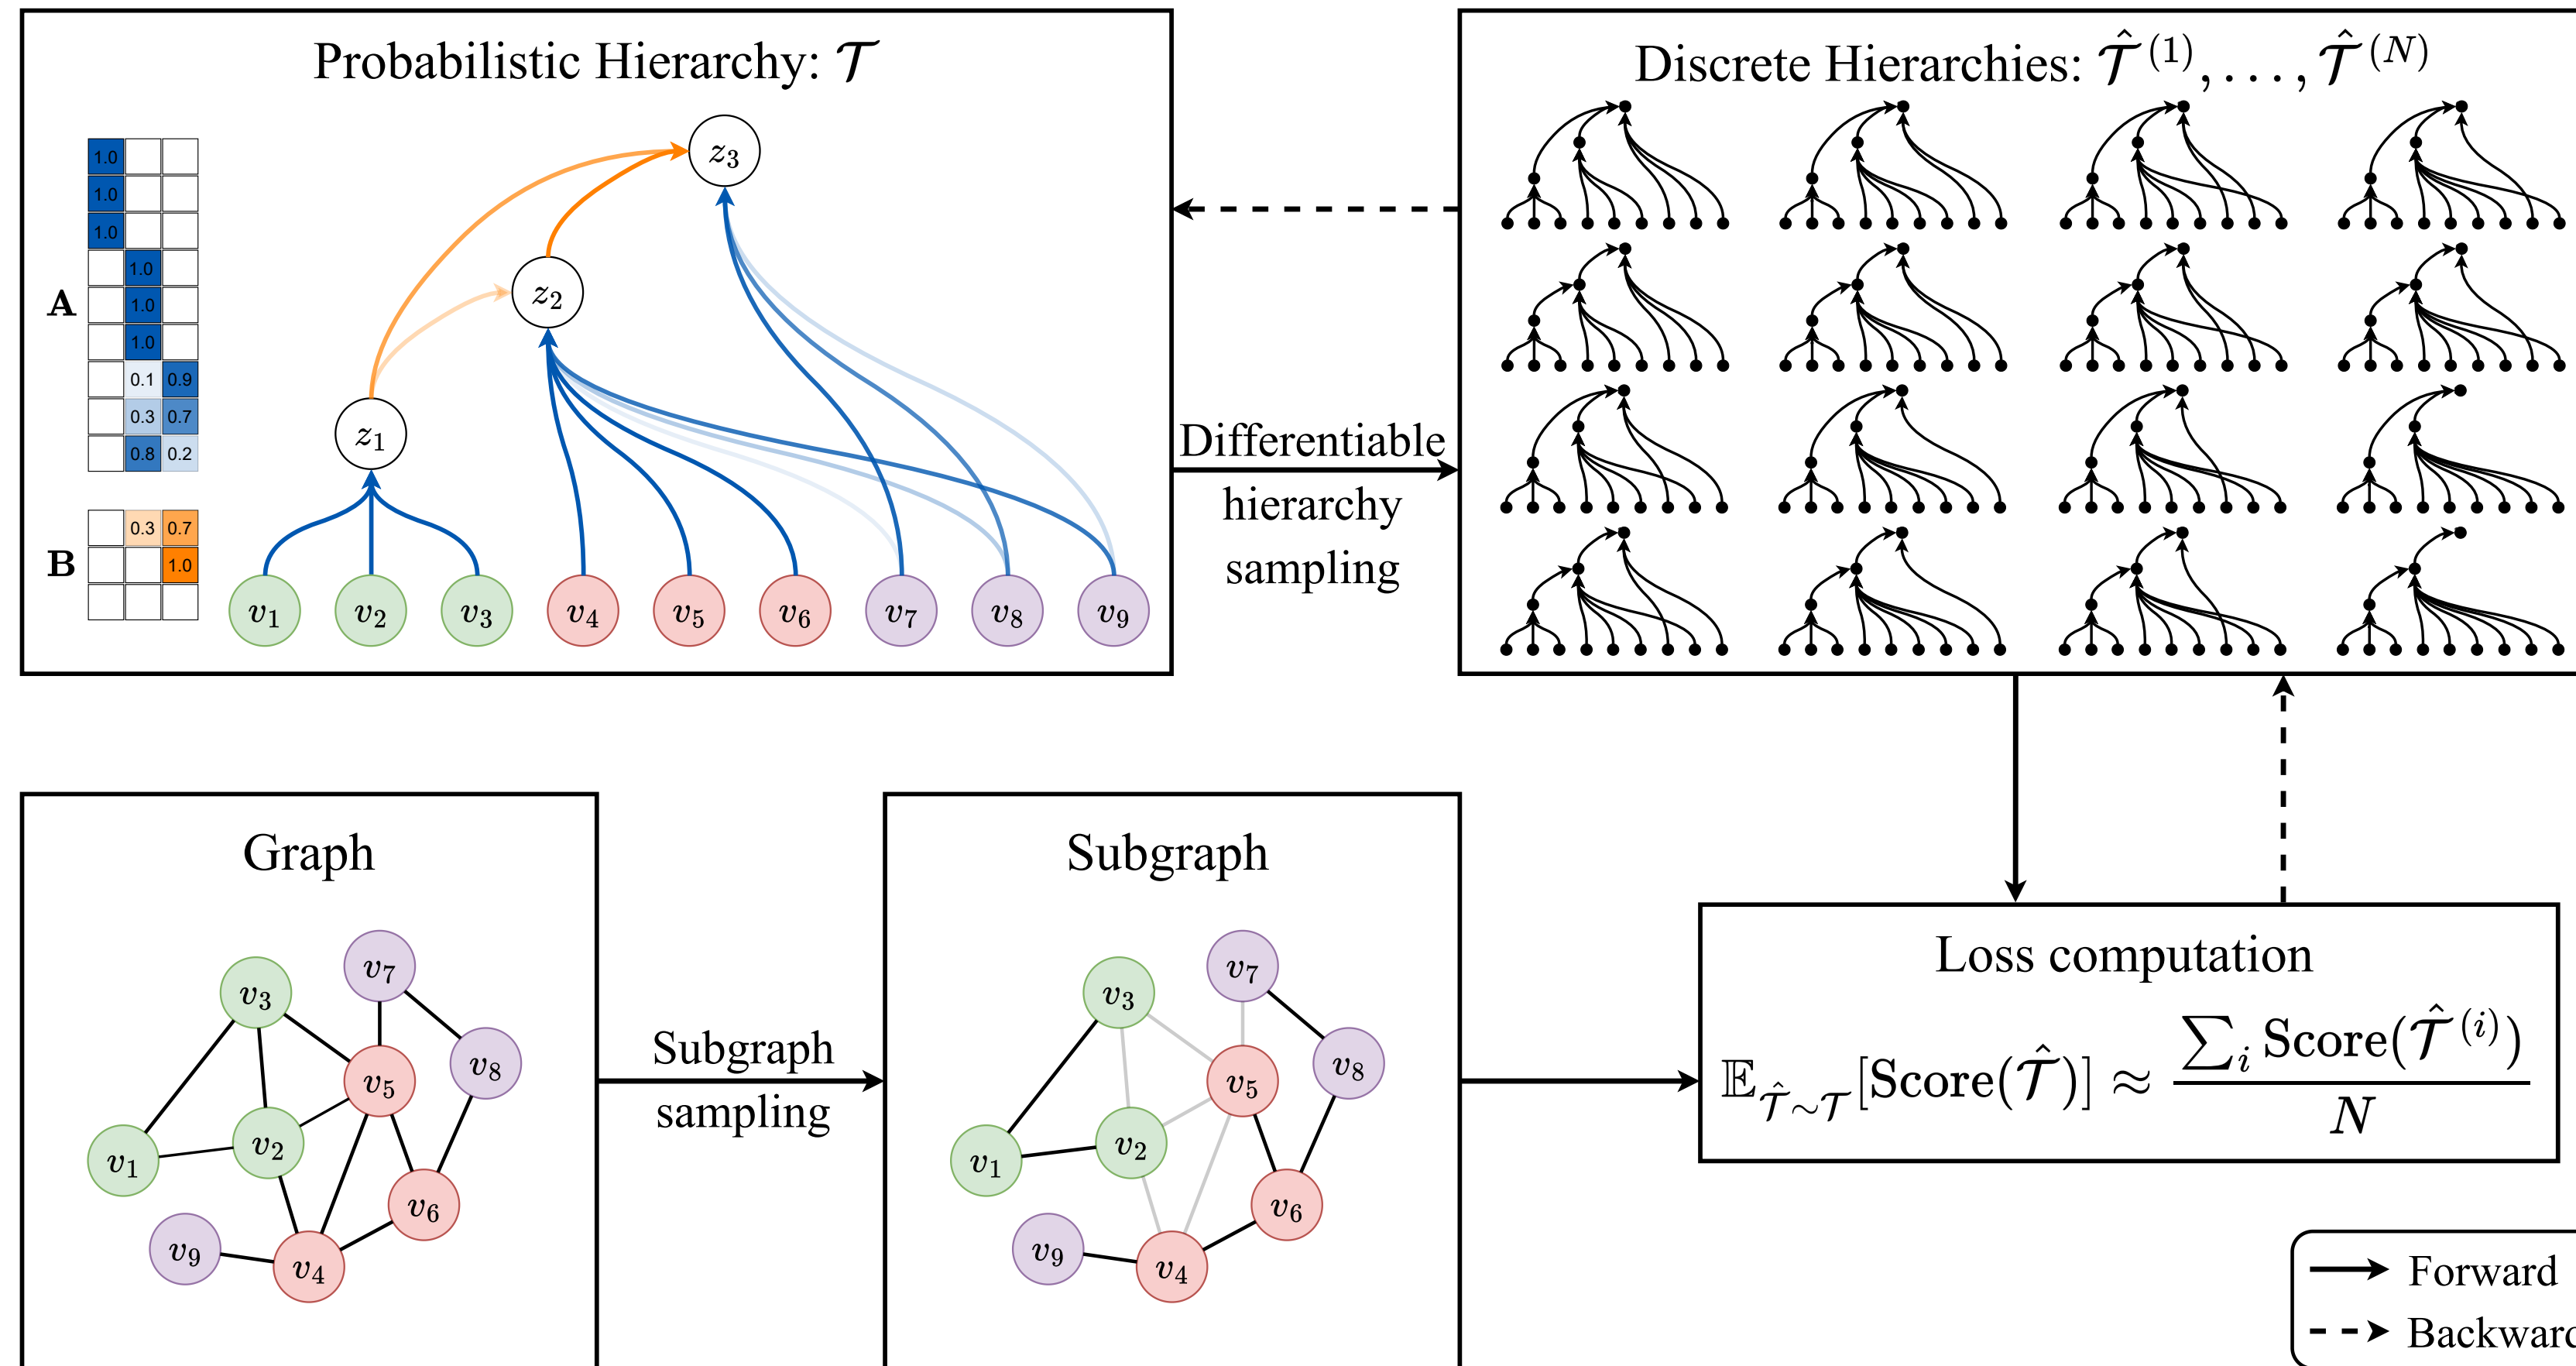 Probabilistic Hierarchy: 𝒯
A
1.0
1.0
1.0
1.0
1.0
1.0
0.1 0.9
0.3 0.7
0.8 0.2
B
0.3 0.7
1.0
z₃
z₂
z₁
v₁ v₂ v₃ v₄ v₅ v₆ v₇ v₈ v₉
Differentiable
hierarchy
sampling
Discrete Hierarchies: 𝒯̂⁽¹⁾, . . . , 𝒯̂⁽ᴺ⁾
Graph
v₇
v₃
v₈
v₅
v₂
v₁
v₆
v₉
v₄
Subgraph
sampling
Subgraph
v₇
v₃
v₈
v₅
v₂
v₁
v₆
v₉
v₄
Loss computation
𝔼_{𝒯̂∼𝒯}[Score(𝒯̂)] ≈ ∑ᵢ Score(𝒯̂⁽ⁱ⁾) / N
Forward
Backward